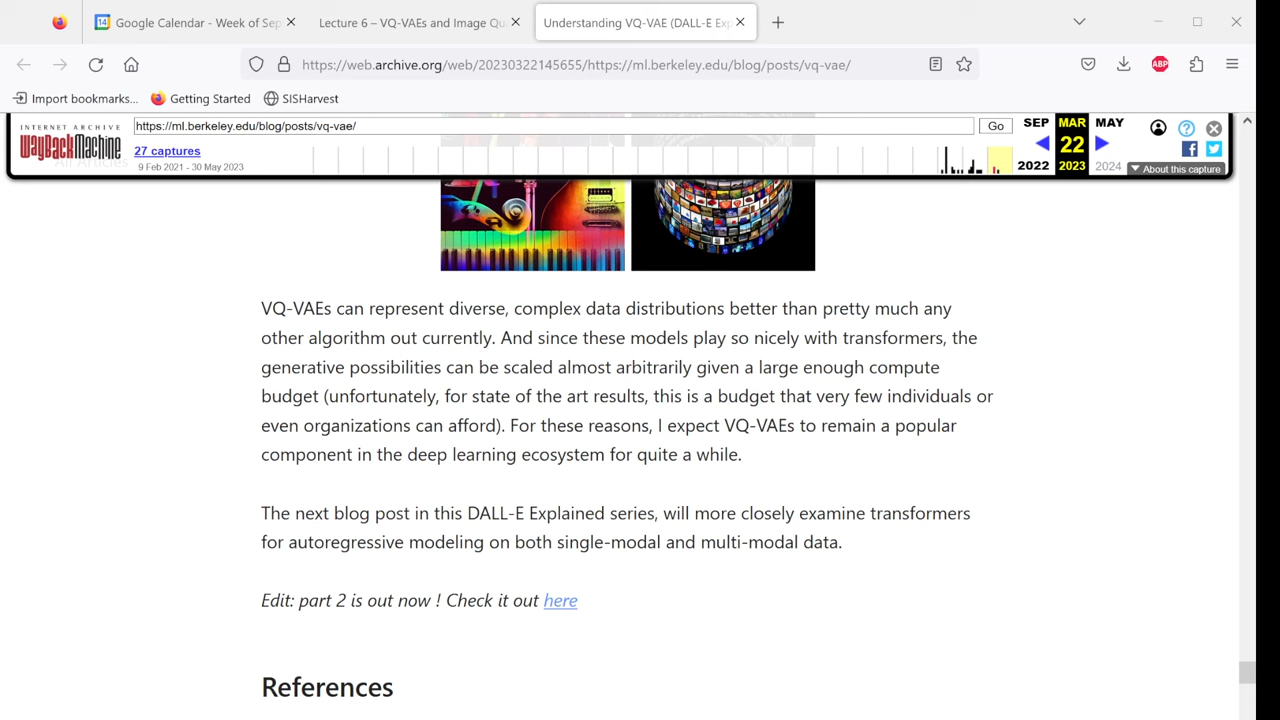 Google Calendar - Week of Sep
Lecture 6 – VQ-VAEs and Image Qu
Understanding VQ-VAE (DALL-E Exp
https://web.archive.org/web/20230322145655/https://ml.berkeley.edu/blog/posts/vq-vae/
ABP
Import bookmarks...
Getting Started
SISHarvest
INTERNET ARCHIVE
WayBackMachine
https://ml.berkeley.edu/blog/posts/vq-vae/
Go
SEP
MAR
MAY
27 captures
22
9 Feb 2021 - 30 May 2023
2022
2023
2024
About this capture
VQ-VAEs can represent diverse, complex data distributions better than pretty much any
other algorithm out currently. And since these models play so nicely with transformers, the
generative possibilities can be scaled almost arbitrarily given a large enough compute
budget (unfortunately, for state of the art results, this is a budget that very few individuals or
even organizations can afford). For these reasons, I expect VQ-VAEs to remain a popular
component in the deep learning ecosystem for quite a while.
The next blog post in this DALL-E Explained series, will more closely examine transformers
for autoregressive modeling on both single-modal and multi-modal data.
Edit: part 2 is out now ! Check it out here
References